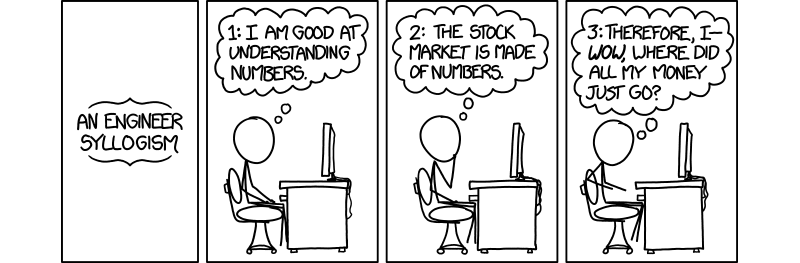 AN ENGINEER
SYLLOGISM
1: I AM GOOD AT
UNDERSTANDING
NUMBERS.
2: THE STOCK
MARKET IS MADE
OF NUMBERS.
3: THEREFORE, I—
WOW, WHERE DID
ALL MY MONEY
JUST GO?